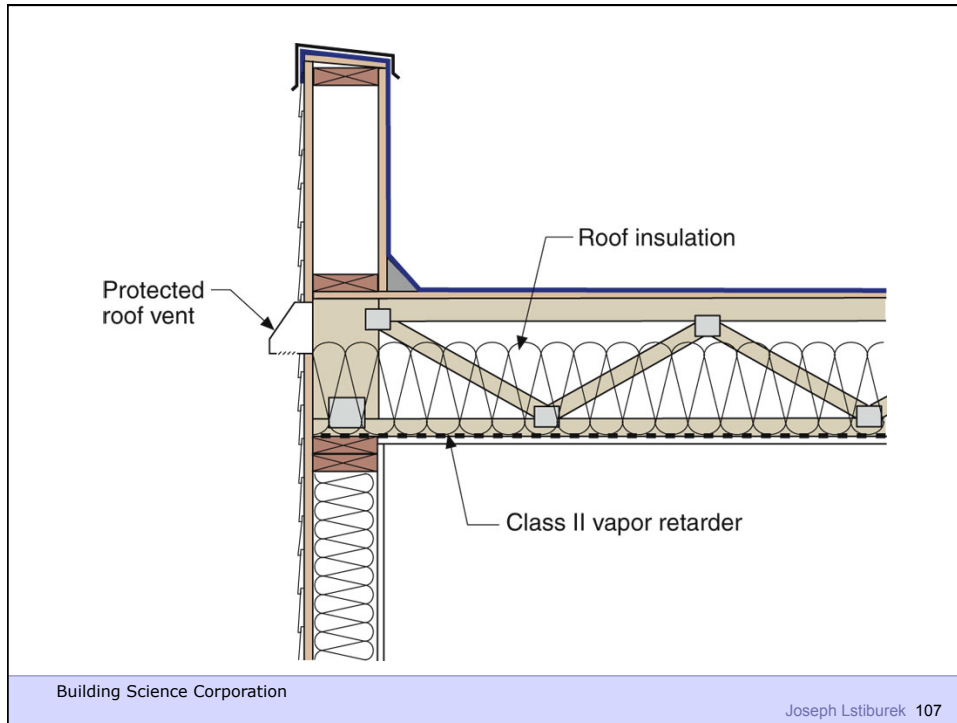 Roof insulation
Protected
roof vent
Class II vapor retarder
Building Science Corporation
Joseph Lstiburek 107